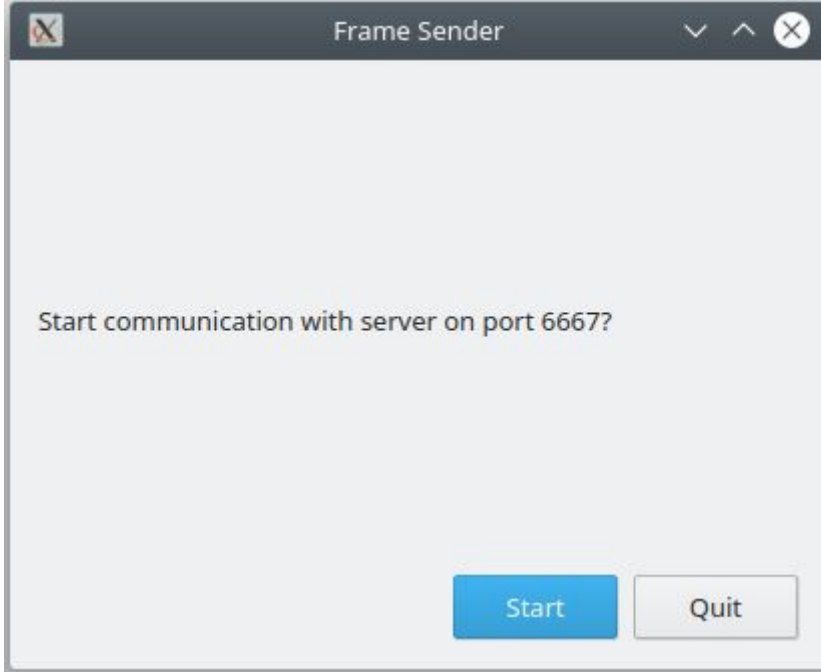 Frame Sender
Start communication with server on port 6667?
Start Quit